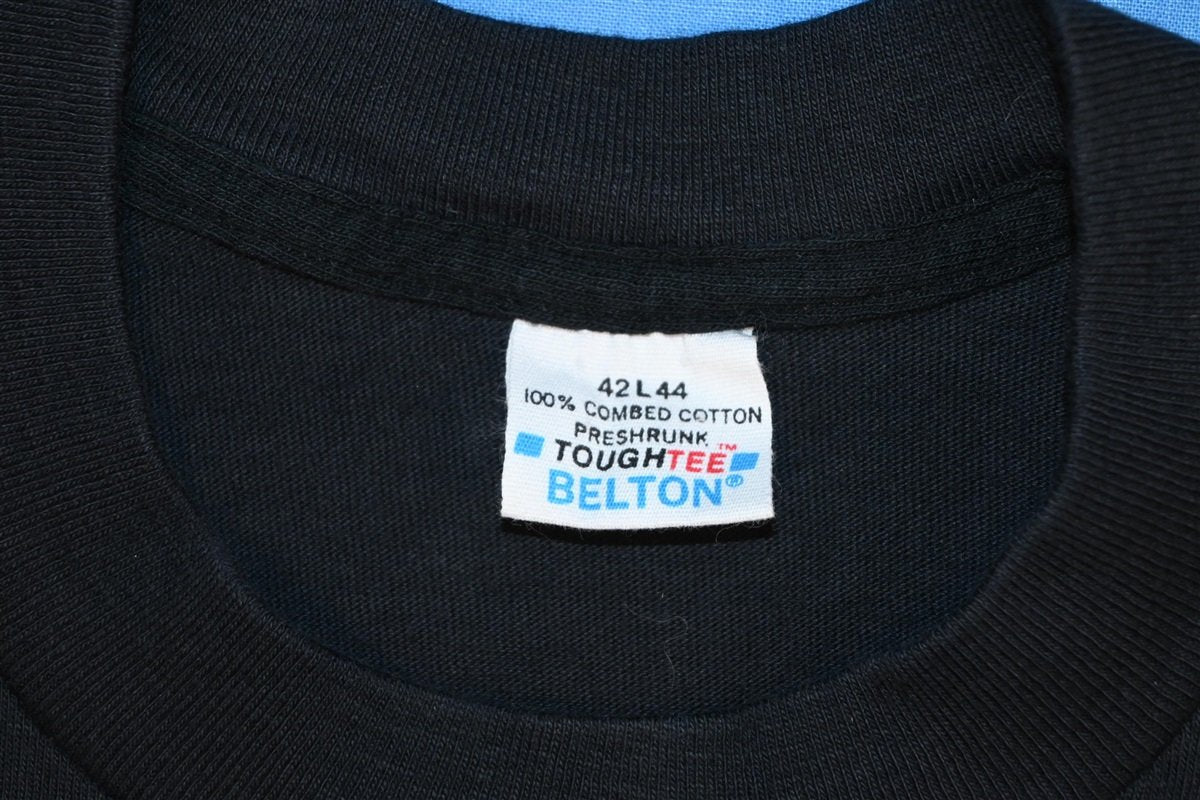 42 L 44
100% COMBED COTTON
PRESHRUNK
TOUGHTEE™
BELTON®